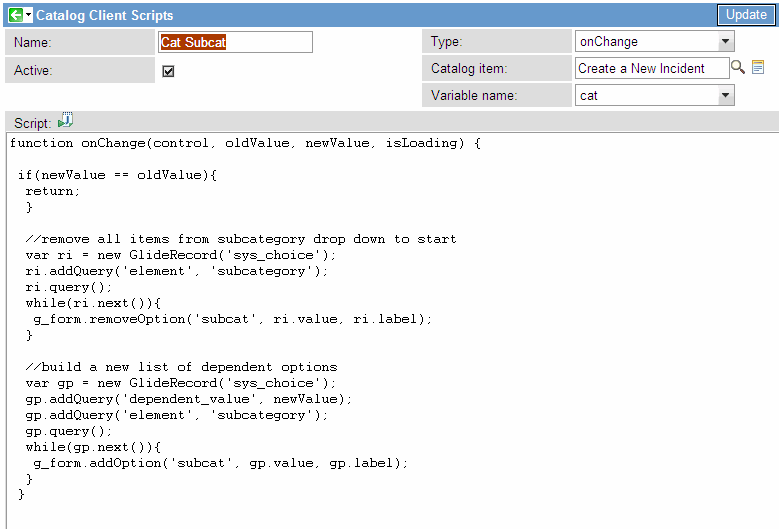 Catalog Client Scripts
Update
Name: Cat Subcat
Type: onChange
Active:
Catalog item: Create a New Incident
Variable name: cat
Script:
function onChange(control, oldValue, newValue, isLoading) {
if(newValue == oldValue){
return;
}
//remove all items from subcategory drop down to start
var ri = new GlideRecord('sys_choice');
ri.addQuery('element', 'subcategory');
ri.query();
while(ri.next()){
g_form.removeOption('subcat', ri.value, ri.label);
}
//build a new list of dependent options
var gp = new GlideRecord('sys_choice');
gp.addQuery('dependent_value', newValue);
gp.addQuery('element', 'subcategory');
gp.query();
while(gp.next()){
g_form.addOption('subcat', gp.value, gp.label);
}
}